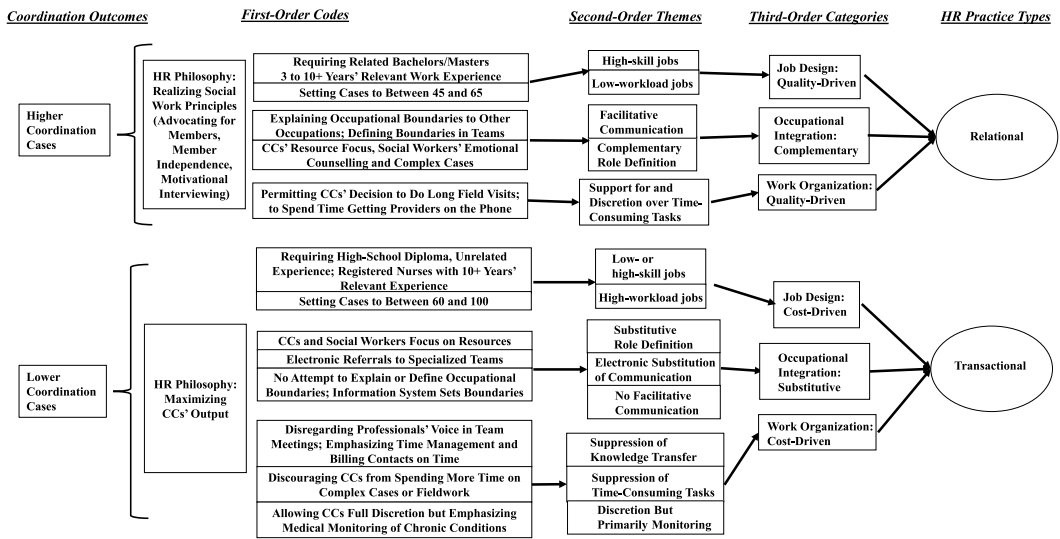 Coordination Outcomes
First-Order Codes
Second-Order Themes
Third-Order Categories
HR Practice Types
Higher
Coordination
Cases
HR Philosophy:
Realizing Social
Work Principles
(Advocating for
Members,
Member
Independence,
Motivational
Interviewing)
Requiring Related Bachelors/Masters
3 to 10+ Years' Relevant Work Experience
Setting Cases to Between 45 and 65
High-skill jobs
Low-workload jobs
Job Design:
Quality-Driven
Explaining Occupational Boundaries to Other
Occupations; Defining Boundaries in Teams
CCs' Resource Focus, Social Workers' Emotional
Counselling and Complex Cases
Facilitative
Communication
Complementary
Role Definition
Occupational
Integration:
Complementary
Permitting CCs' Decision to Do Long Field Visits;
to Spend Time Getting Providers on the Phone
Support for and
Discretion over Time-
Consuming Tasks
Work Organization:
Quality-Driven
Relational
Lower
Coordination
Cases
HR Philosophy:
Maximizing
CCs' Output
Requiring High-School Diploma, Unrelated
Experience; Registered Nurses with 10+ Years'
Relevant Experience
Setting Cases to Between 60 and 100
Low- or
high-skill jobs
High-workload jobs
Job Design:
Cost-Driven
CCs and Social Workers Focus on Resources
Electronic Referrals to Specialized Teams
No Attempt to Explain or Define Occupational
Boundaries; Information System Sets Boundaries
Substitutive
Role Definition
Electronic Substitution
of Communication
No Facilitative
Communication
Occupational
Integration:
Substitutive
Disregarding Professionals' Voice in Team
Meetings; Emphasizing Time Management and
Billing Contacts on Time
Discouraging CCs from Spending More Time on
Complex Cases or Fieldwork
Allowing CCs Full Discretion but Emphasizing
Medical Monitoring of Chronic Conditions
Suppression of
Knowledge Transfer
Suppression of
Time-Consuming Tasks
Discretion But
Primarily Monitoring
Work Organization:
Cost-Driven
Transactional